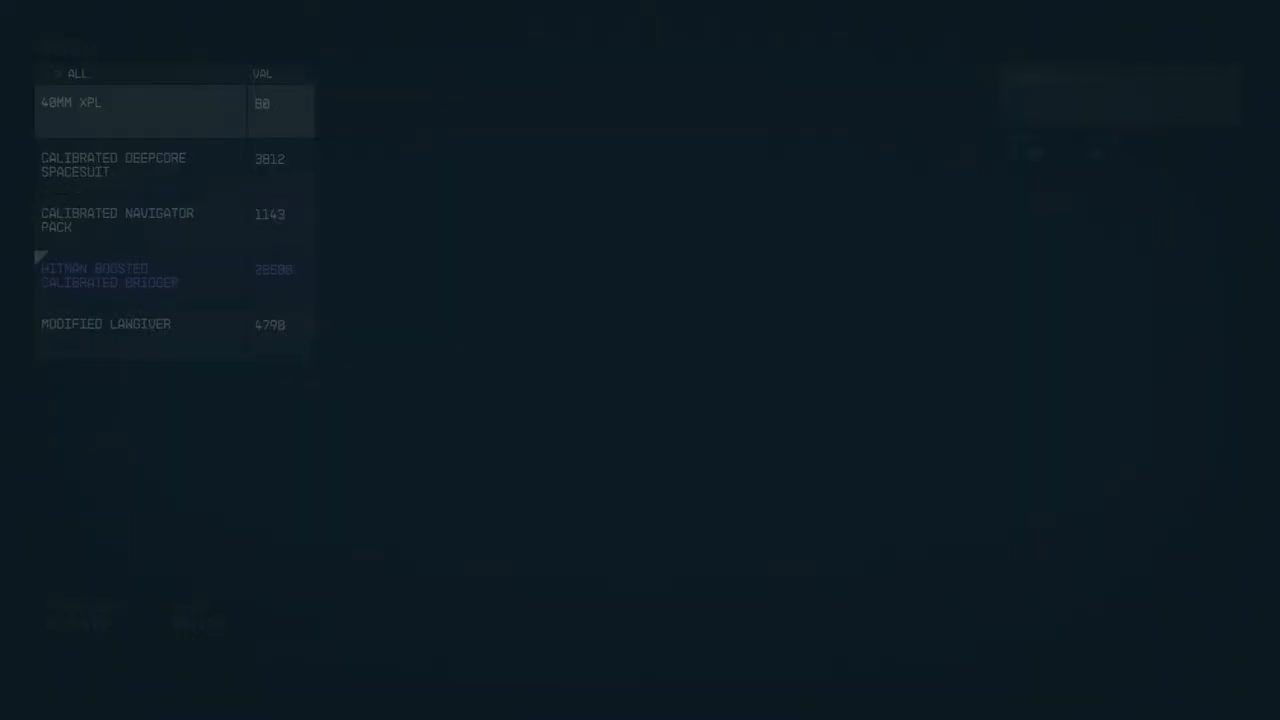 ALL
VAL
40MM XPL
80
CALIBRATED DEEPCORE
SPACESUIT
3812
CALIBRATED NAVIGATOR
PACK
1143
HITMAN BOOSTED
CALIBRATED BRIDGER
MODIFIED LAWGIVER
4790